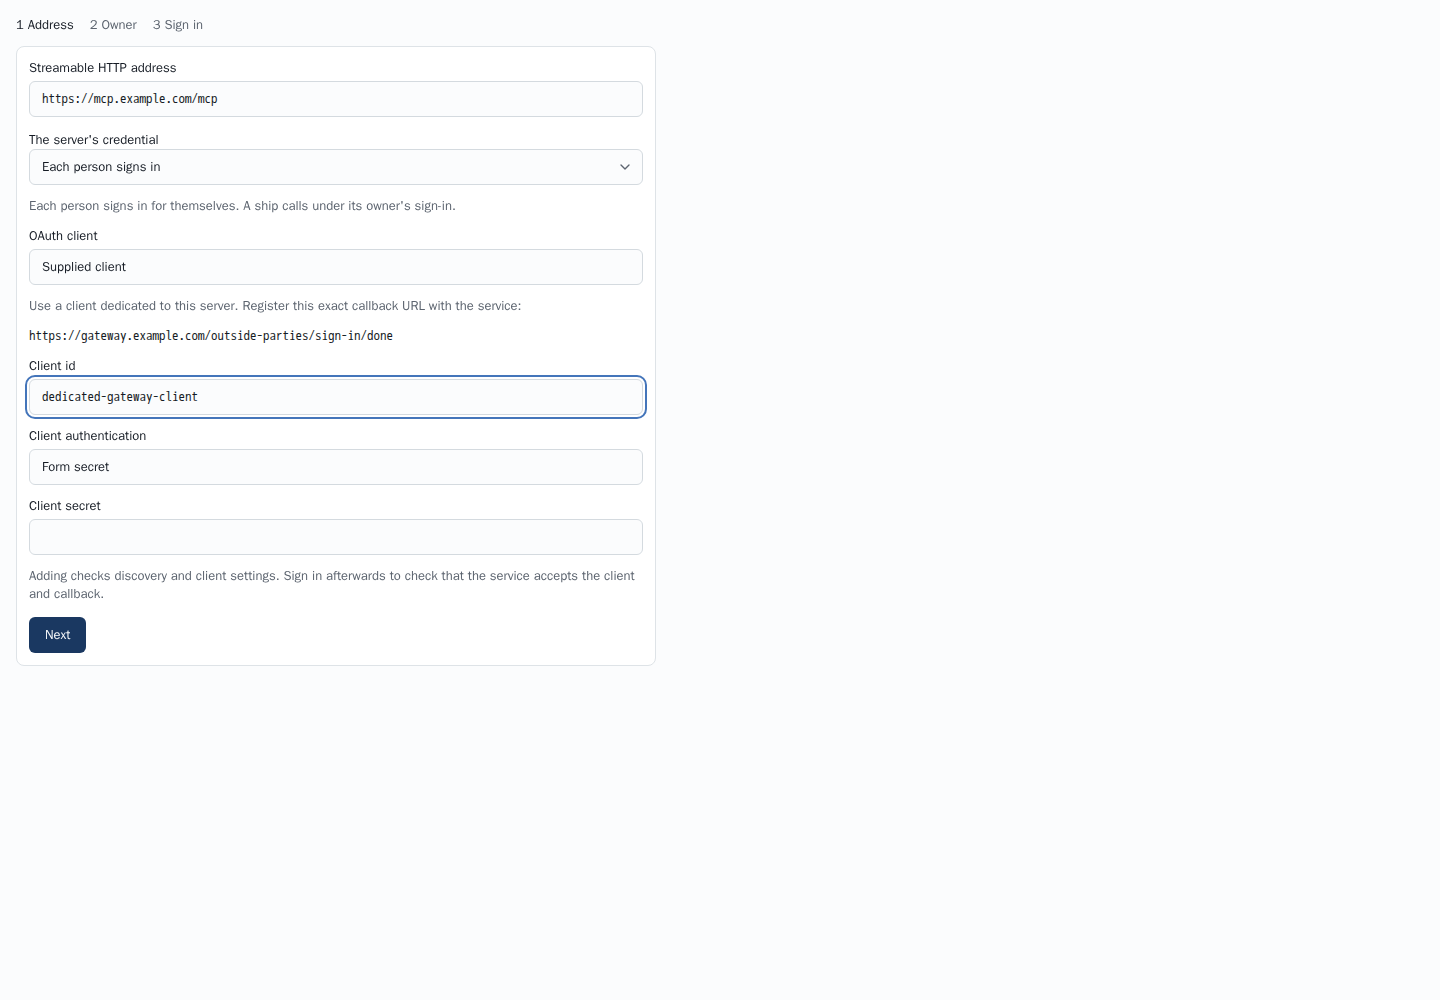 1 Address 2 Owner 3 Sign in
Streamable HTTP address
https://mcp.example.com/mcp
The server's credential
Each person signs in
Each person signs in for themselves. A ship calls under its owner's sign-in.
OAuth client
Supplied client
Use a client dedicated to this server. Register this exact callback URL with the service:
https://gateway.example.com/outside-parties/sign-in/done
Client id
dedicated-gateway-client
Client authentication
Form secret
Client secret
Adding checks discovery and client settings. Sign in afterwards to check that the service accepts the client
and callback.
Next